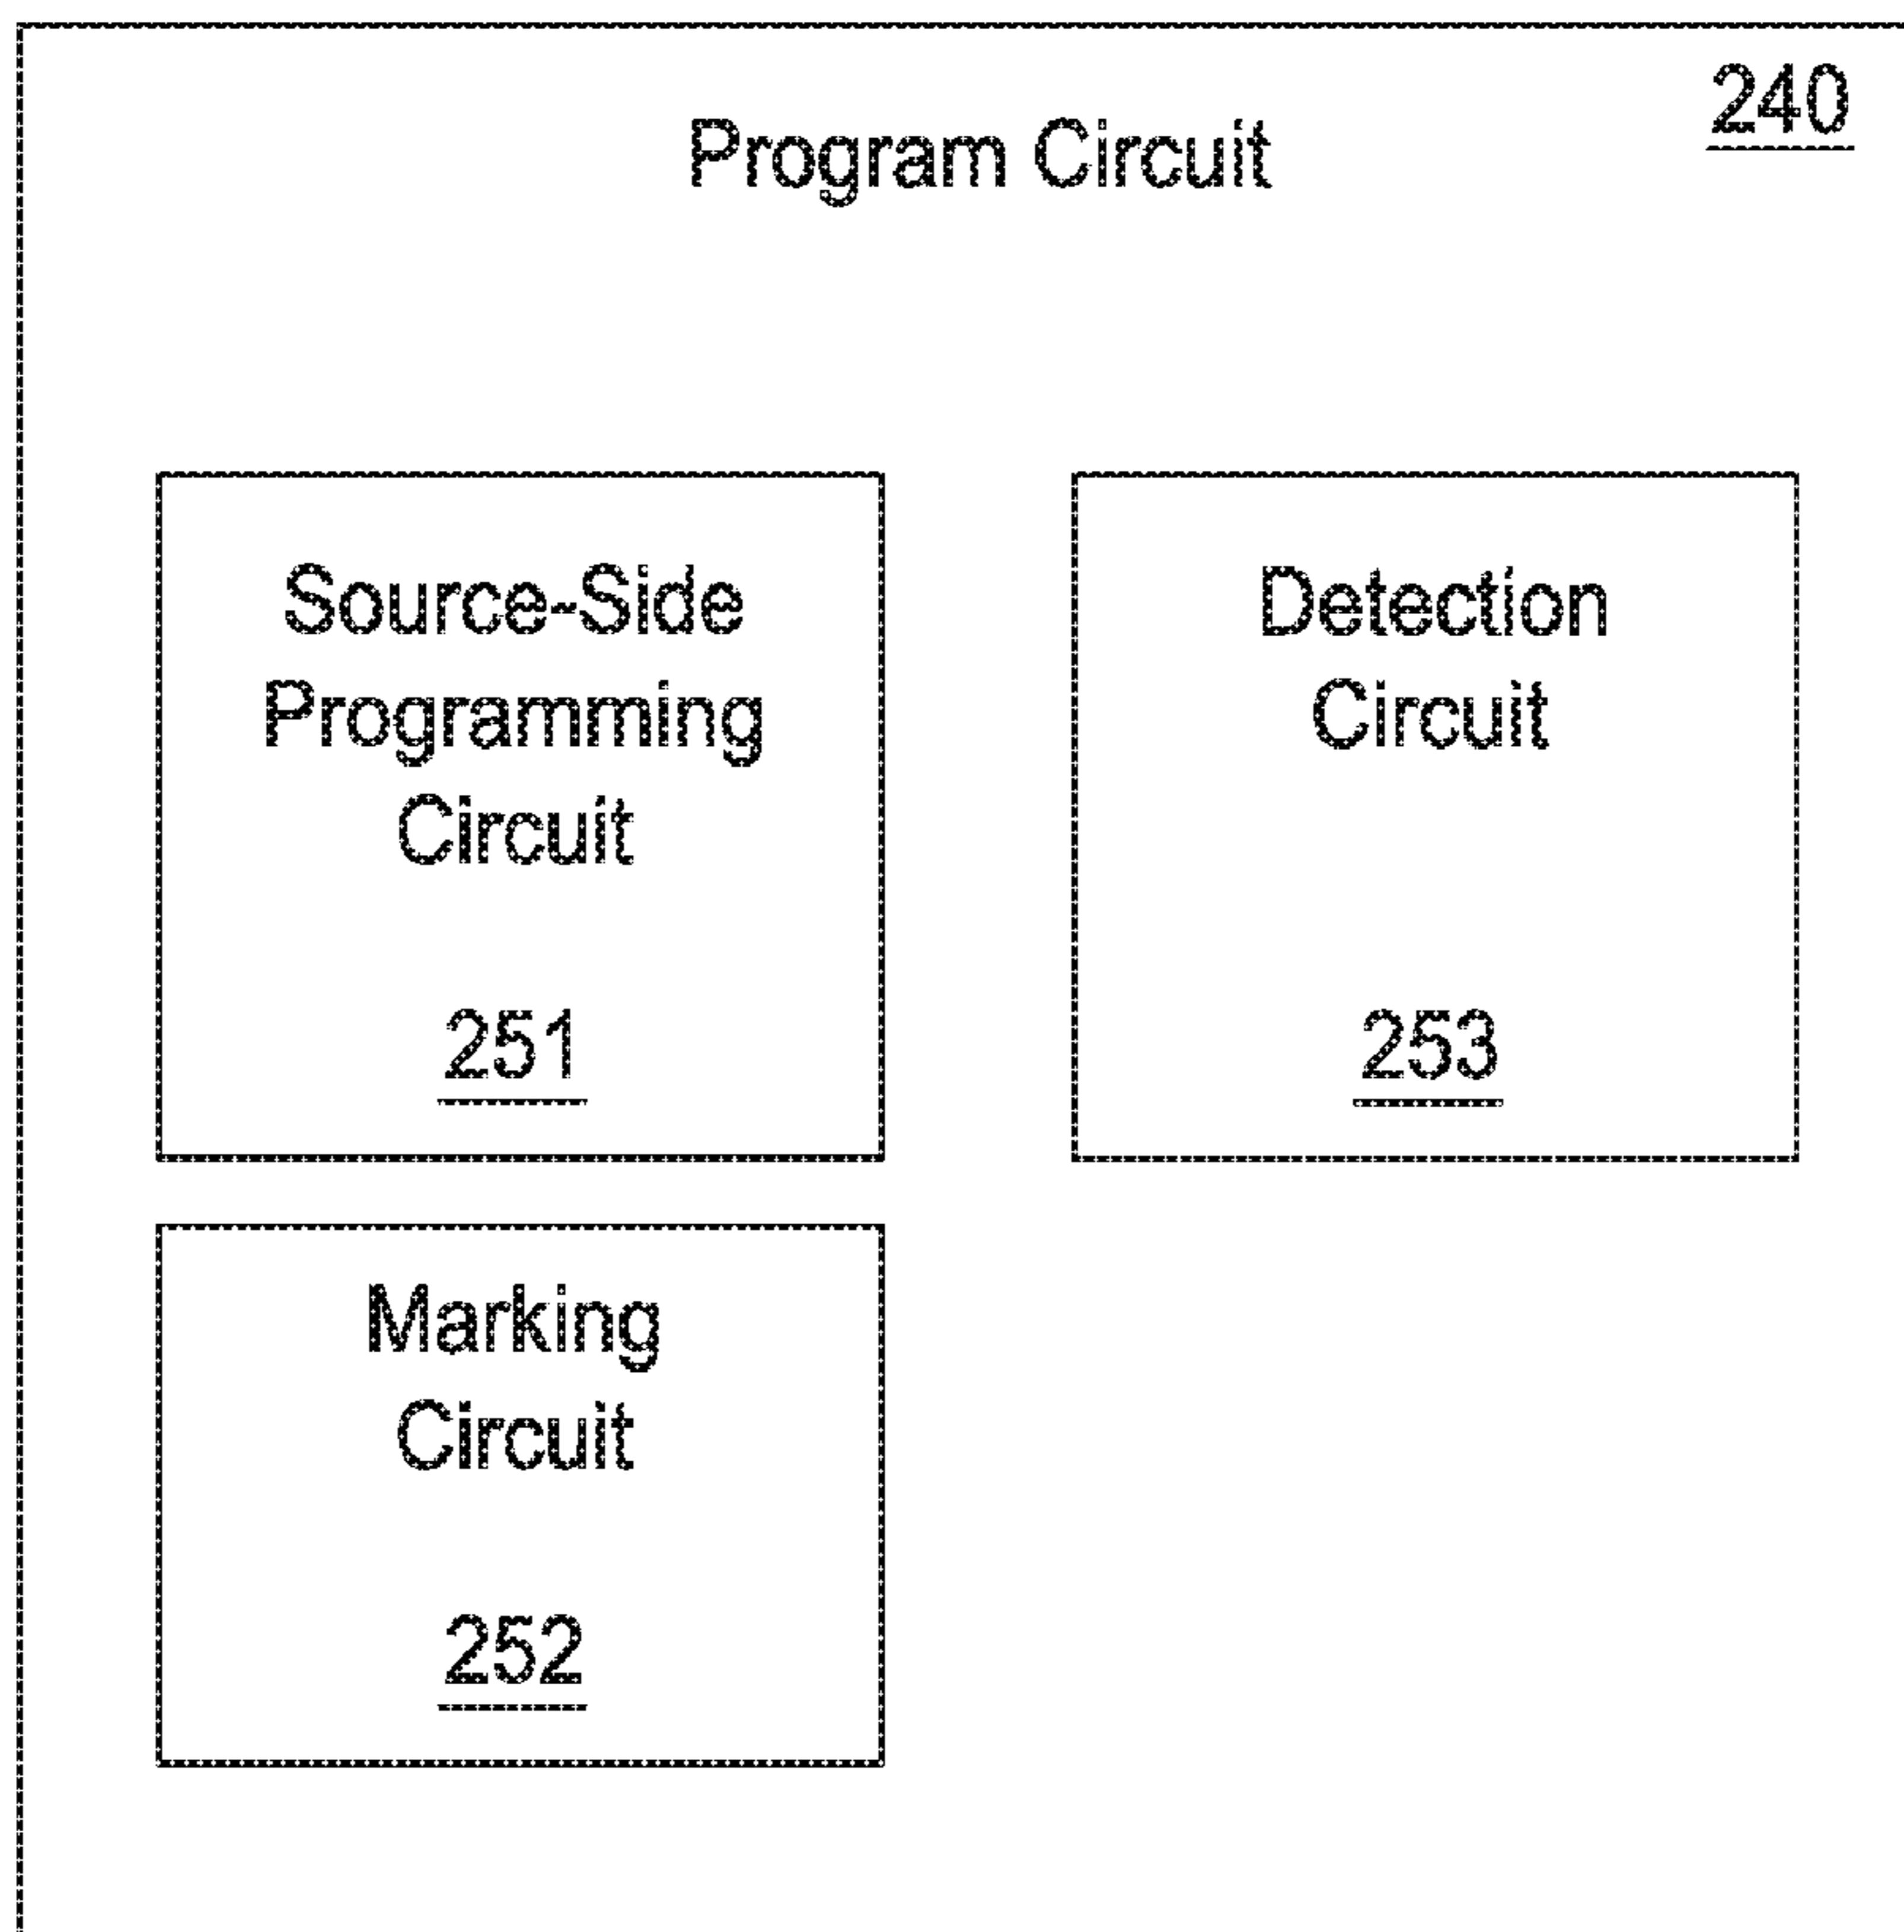 240
Program Circuit
Source-Side
Programming
Circuit
251
Detection
Circuit
253
Marking
Circuit
252